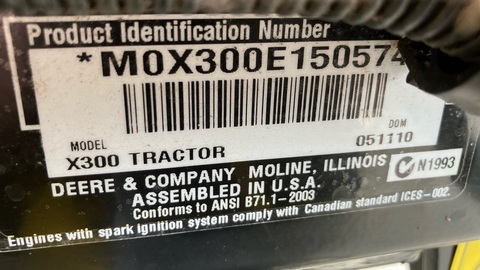 Product Identification Number
*M0X300E150574
MODEL
DOM
X300 TRACTOR
051110
DEERE & COMPANY MOLINE, ILLINOIS
N1993
ASSEMBLED IN U.S.A.
Conforms to ANSI B71.1-2003
Engines with spark ignition system comply with Canadian standard ICES-002.